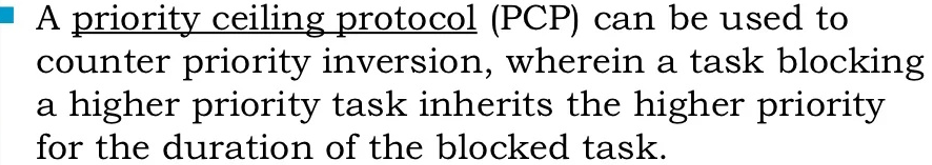 A priority ceiling protocol (PCP) can be used to
counter priority inversion, wherein a task blocking
a higher priority task inherits the higher priority
for the duration of the blocked task.